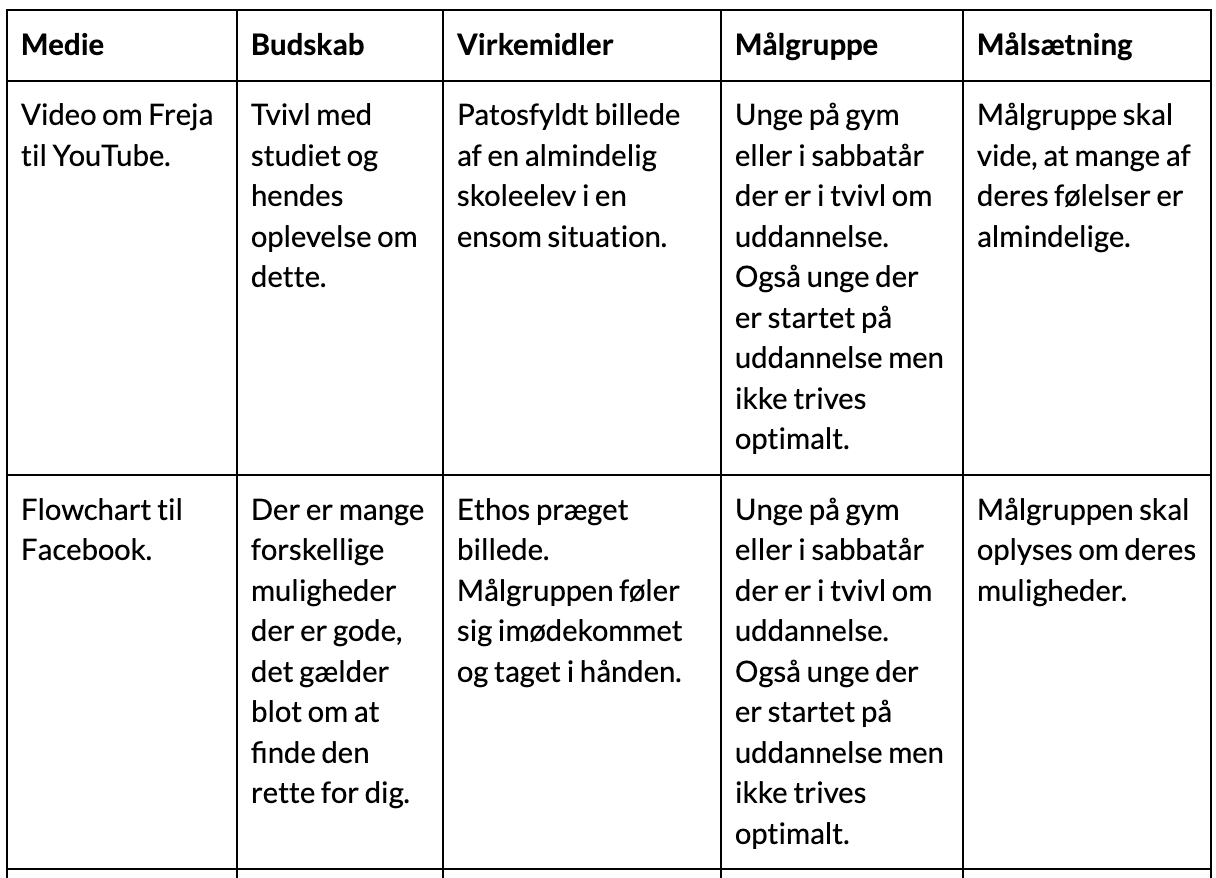 Medie
Budskab
Virkemidler
Målgruppe
Målsætning
Video om Freja
til YouTube.
Tvivl med
studiet og
hendes
oplevelse om
dette.
Patosfyldt billede
af en almindelig
skoleelev i en
ensom situation.
Unge på gym
eller i sabbatår
der er i tvivl om
uddannelse.
Også unge der
er startet på
uddannelse men
ikke trives
optimalt.
Målgruppe skal
vide, at mange af
deres følelser er
almindelige.
Flowchart til
Facebook.
Der er mange
forskellige
muligheder
der er gode,
det gælder
blot om at
finde den
rette for dig.
Ethos præget
billede.
Målgruppen føler
sig imødekommet
og taget i hånden.
Unge på gym
eller i sabbatår
der er i tvivl om
uddannelse.
Også unge der
er startet på
uddannelse men
ikke trives
optimalt.
Målgruppen skal
oplyses om deres
muligheder.